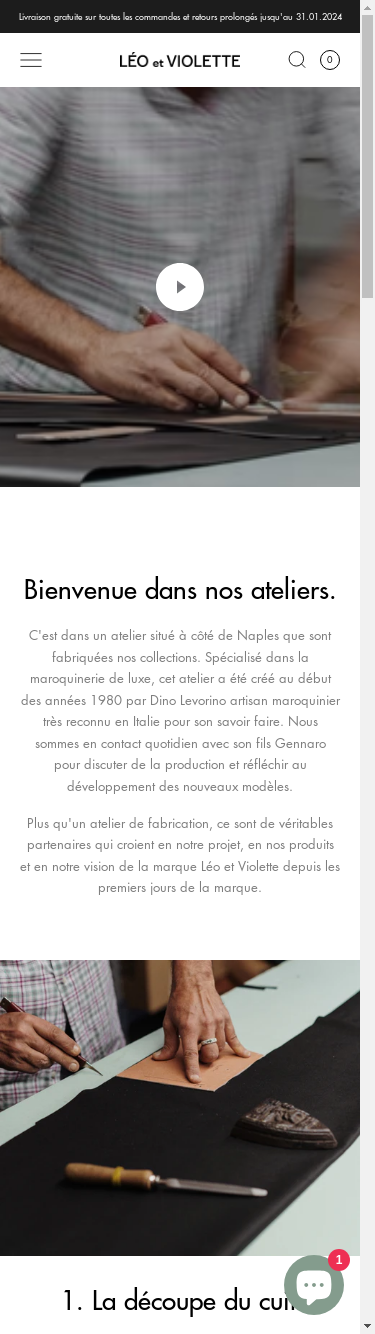 Livraison gratuite sur toutes les commandes et retours prolongés jusqu'au 31.01.2024
LÉO et VIOLETTE
0
Bienvenue dans nos ateliers.
C'est dans un atelier situé à côté de Naples que sont
fabriquées nos collections. Spécialisé dans la
maroquinerie de luxe, cet atelier a été créé au début
des années 1980 par Dino Levorino artisan maroquinier
très reconnu en Italie pour son savoir faire. Nous
sommes en contact quotidien avec son fils Gennaro
pour discuter de la production et réfléchir au
développement des nouveaux modèles.
Plus qu'un atelier de fabrication, ce sont de véritables
partenaires qui croient en notre projet, en nos produits
et en notre vision de la marque Léo et Violette depuis les
premiers jours de la marque.
1
1. La découpe du